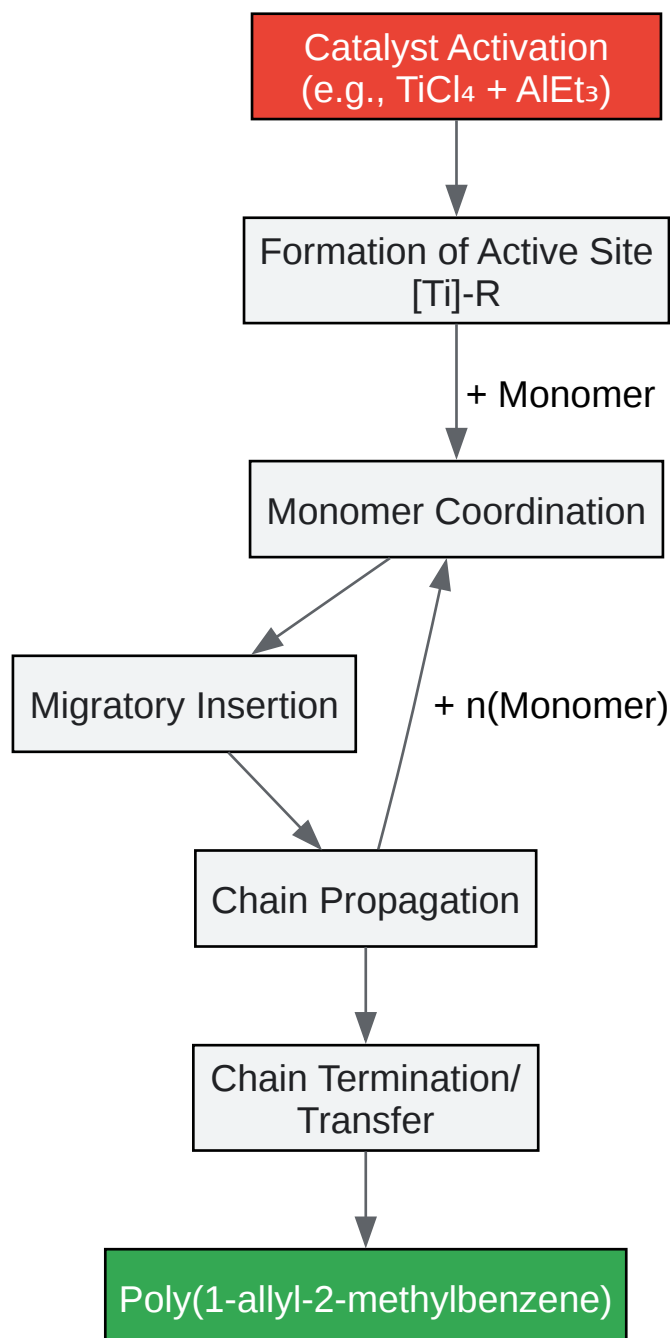 Catalyst Activation
(e.g., TiCl₄ + AlEt₃)
Formation of Active Site
[Ti]-R
+ Monomer
Monomer Coordination
Migratory Insertion
+ n(Monomer)
Chain Propagation
Chain Termination/
Transfer
Poly(1-allyl-2-methylbenzene)